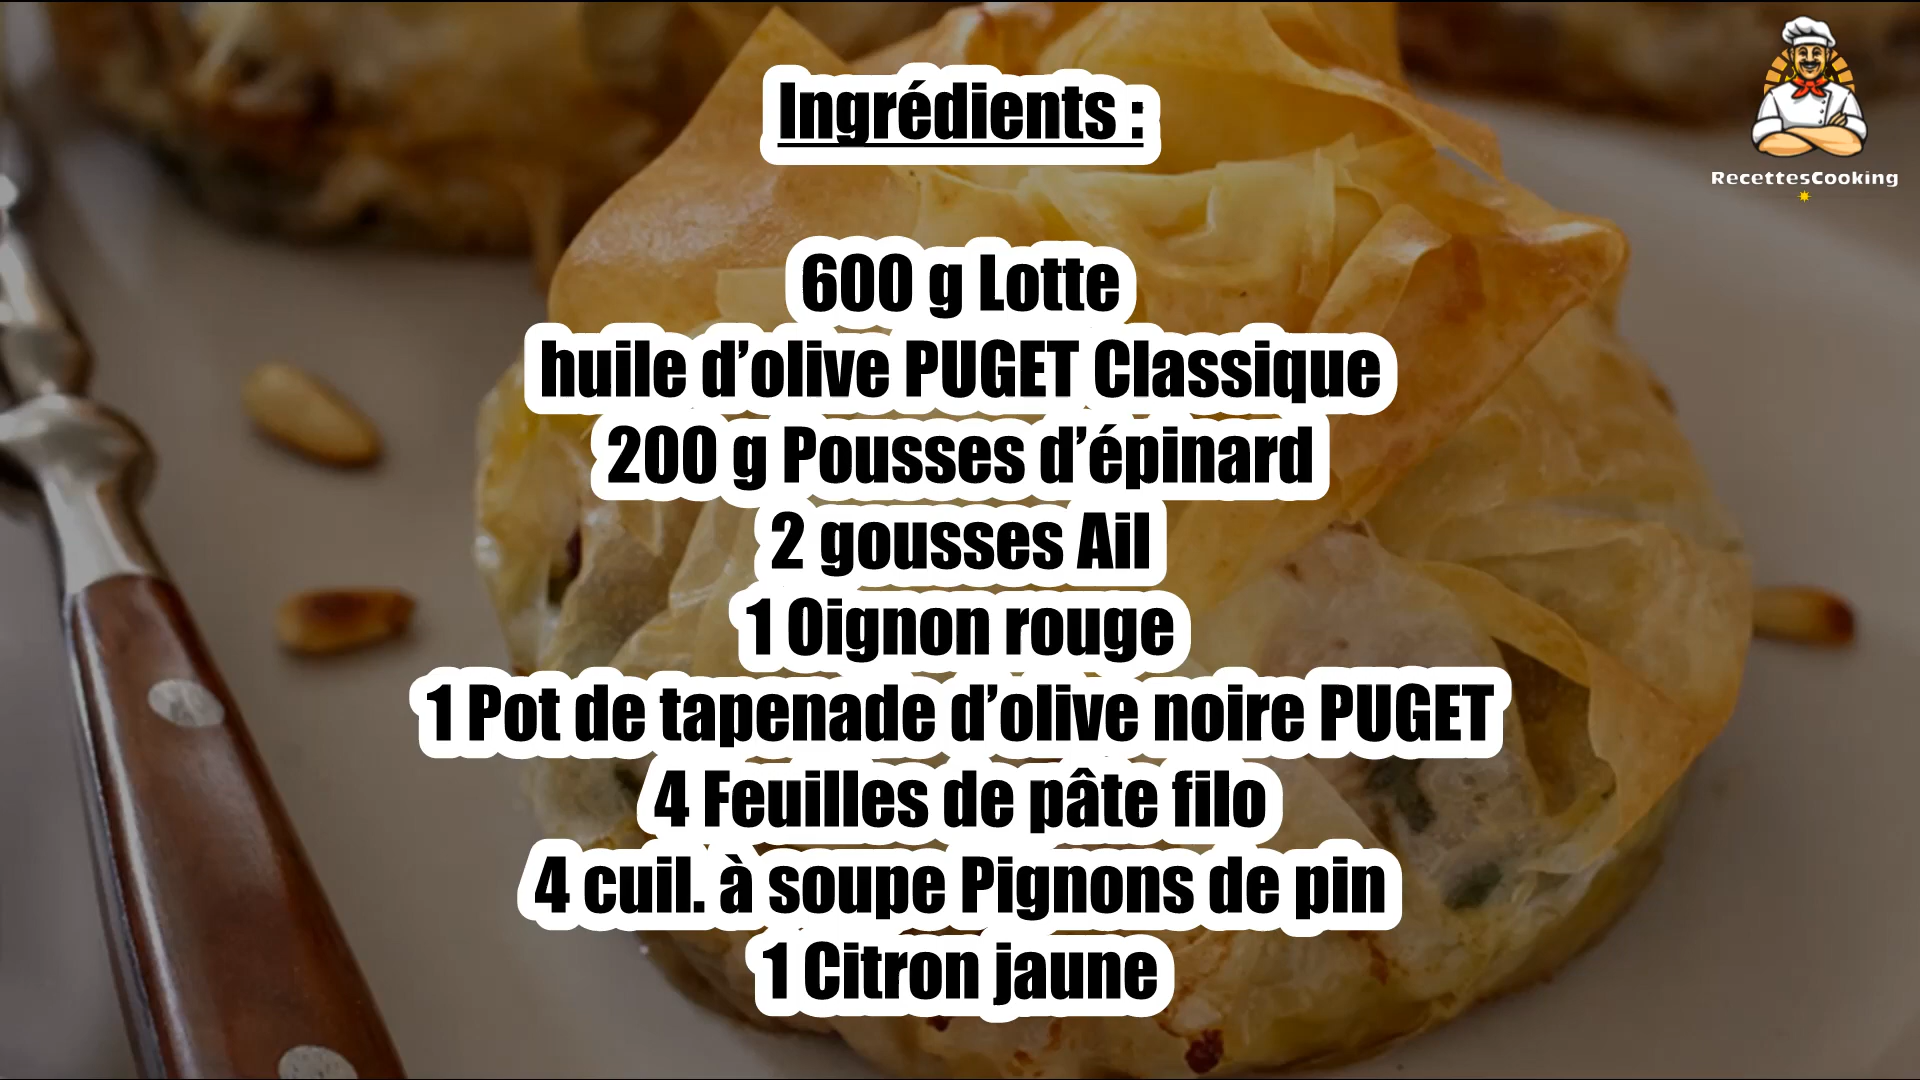 Ingrédients :
RecettesCooking
600 g Lotte
huile d’olive PUGET Classique
200 g Pousses d’épinard
2 gousses Ail
1 Oignon rouge
1 Pot de tapenade d’olive noire PUGET
4 Feuilles de pâte filo
4 cuil. à soupe Pignons de pin
1 Citron jaune